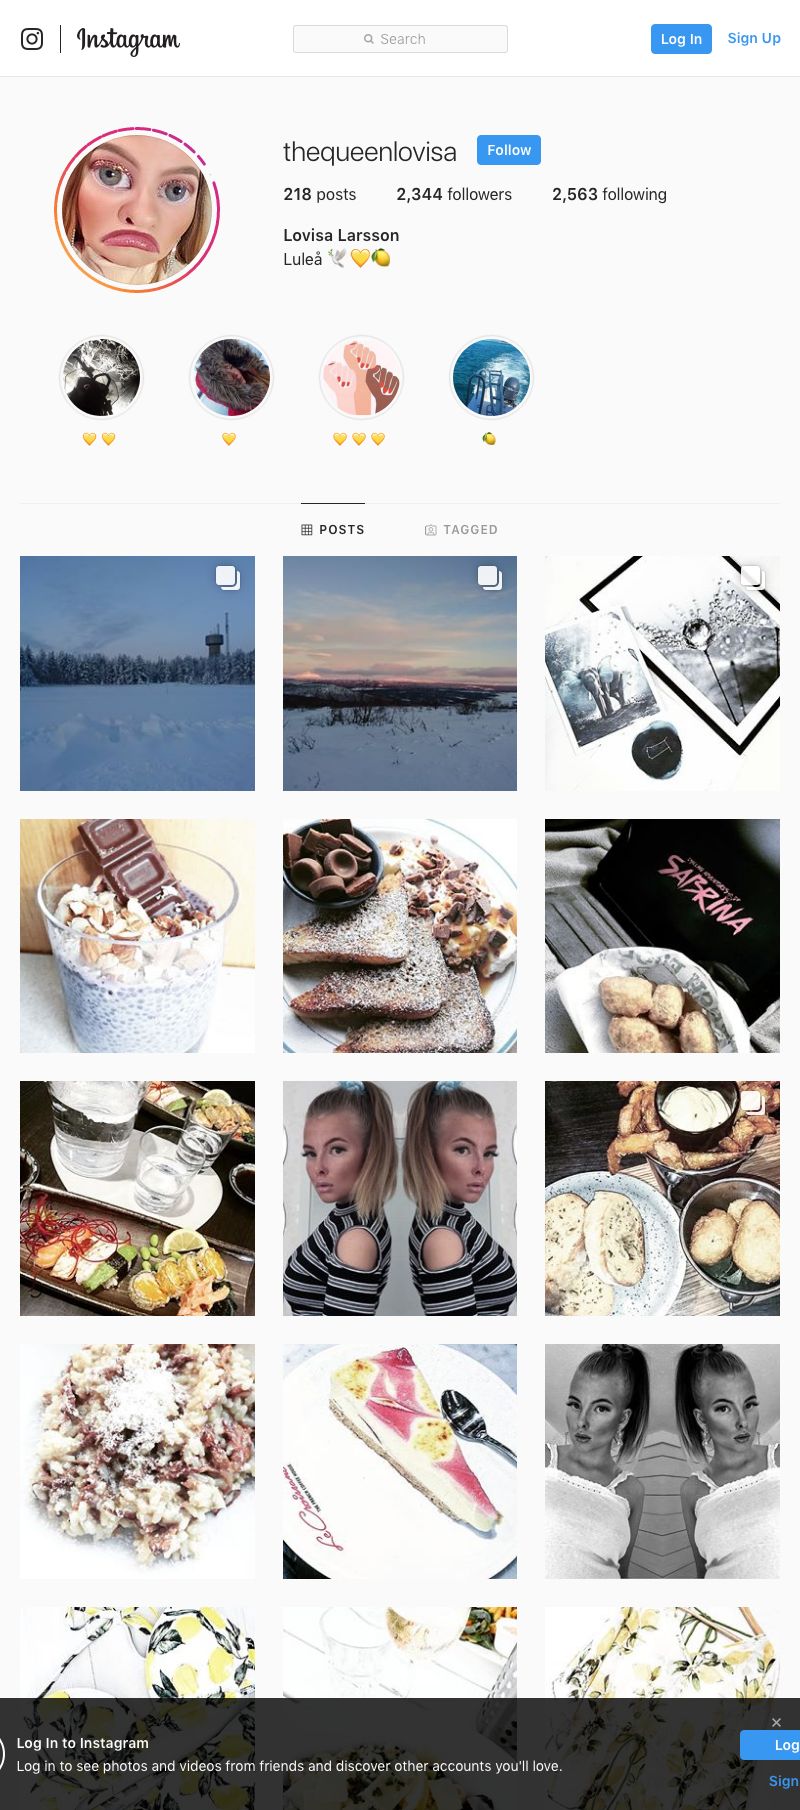 Instagram
Search
Log In
Sign Up
thequeenlovisa
Follow
218 posts
2,344 followers
2,563 following
Lovisa Larsson
Luleå 🕊️💛🍋
💛💛
💛
💛💛💛
🍋
POSTS
TAGGED
SABRINA
Log In to Instagram
Log in to see photos and videos from friends and discover other accounts you'll love.
Log
Sign